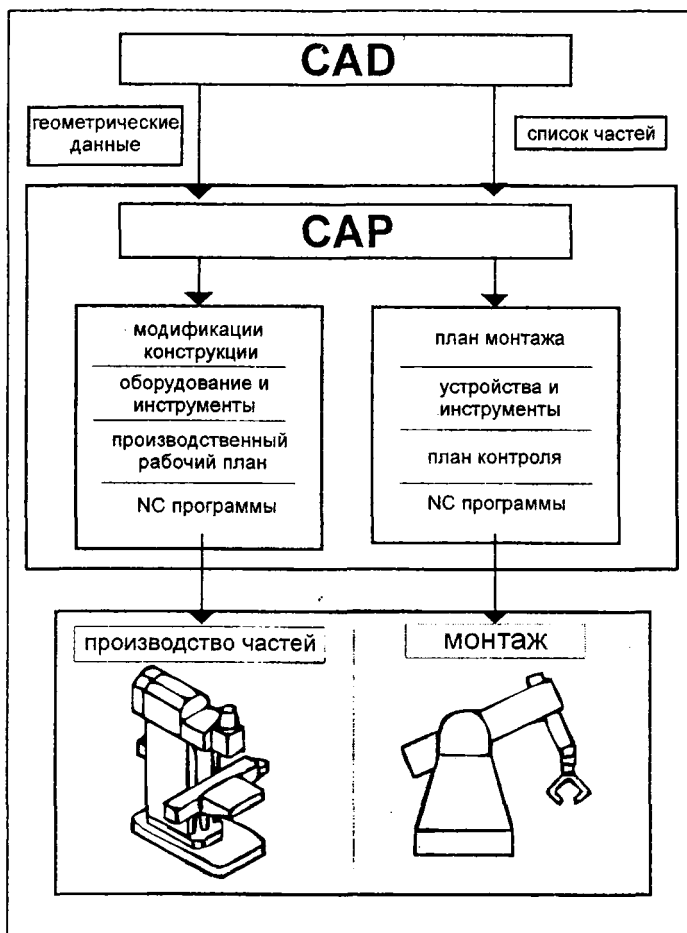 CAD
геометрические
данные
список частей
CAP
модификации
конструкции
оборудование и
инструменты
производственный
рабочий план
NC программы
план монтажа
устройства и
инструменты
план контроля
NC программы
производство частей
монтаж